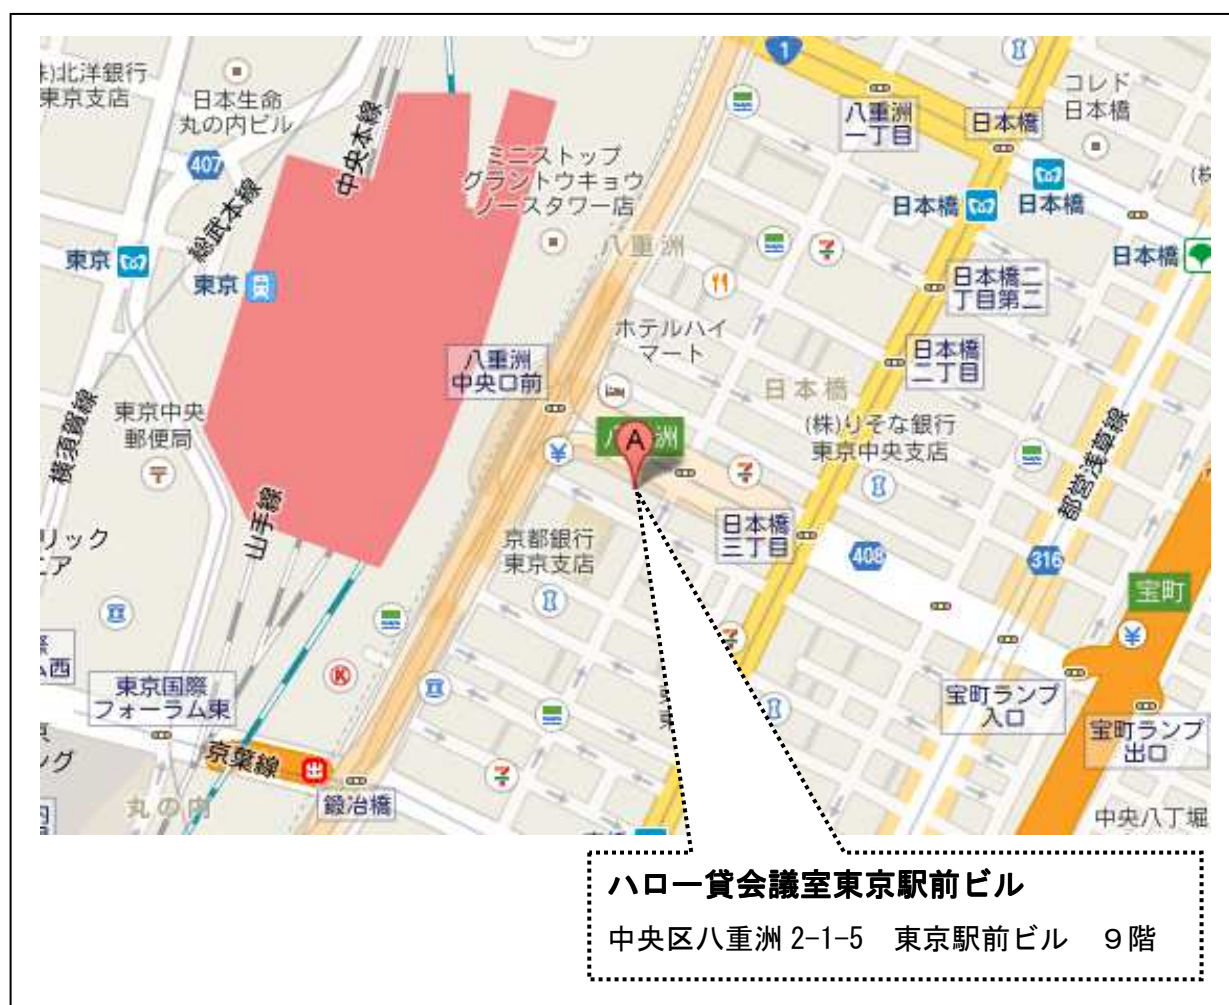 1
株)北洋銀行
東京支店
日本生命
丸の内ビル
中央本線
407
総武本線
ミニストップ
グラントウキョウ
ノースタワー店
八重洲
一丁目
日本橋
コレド
日本橋
日本橋
日本橋
東京
東京
八重洲
日本橋
日本橋二
丁目第二
ホテルハイ
マート
八重洲
中央口前
日本橋
二丁目
日本橋
東京中央
郵便局
横須賀線
(株)りそな銀行
東京中央支店
都営浅草線
A
山手線
リック
京都銀行
東京支店
日本橋
三丁目
408
316
宝町
東京国際
フォーラム東
宝町ランプ
入口
宝町ランプ
出口
京葉線
出
丸の内
鍛冶橋
中央八丁堀
ハロー貸会議室東京駅前ビル
中央区八重洲 2-1-5 東京駅前ビル 9階